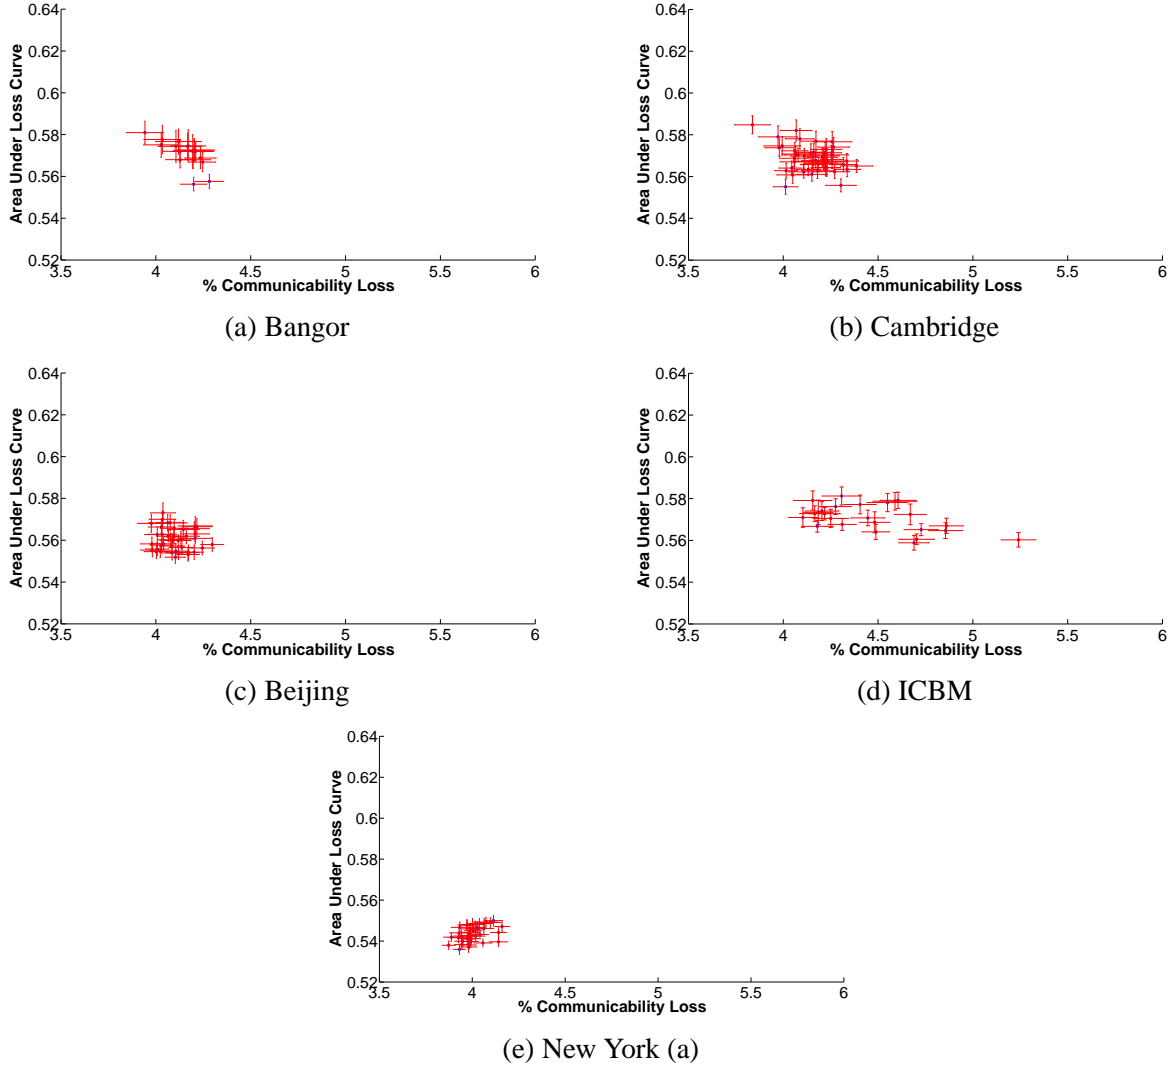 0.64
0.62
0.6
0.58
0.56
0.54
0.52
Area Under Loss Curve
3.5 4 4.5 5 5.5 6
% Communicability Loss
(a) Bangor
0.64
0.62
0.6
0.58
0.56
0.54
0.52
Area Under Loss Curve
3.5 4 4.5 5 5.5 6
% Communicability Loss
(b) Cambridge
0.64
0.62
0.6
0.58
0.56
0.54
0.52
Area Under Loss Curve
3.5 4 4.5 5 5.5 6
% Communicability Loss
(c) Beijing
0.64
0.62
0.6
0.58
0.56
0.54
0.52
Area Under Loss Curve
3.5 4 4.5 5 5.5 6
% Communicability Loss
(d) ICBM
0.64
0.62
0.6
0.58
0.56
0.54
0.52
Area Under Loss Curve
3.5 4 4.5 5 5.5 6
% Communicability Loss
(e) New York (a)